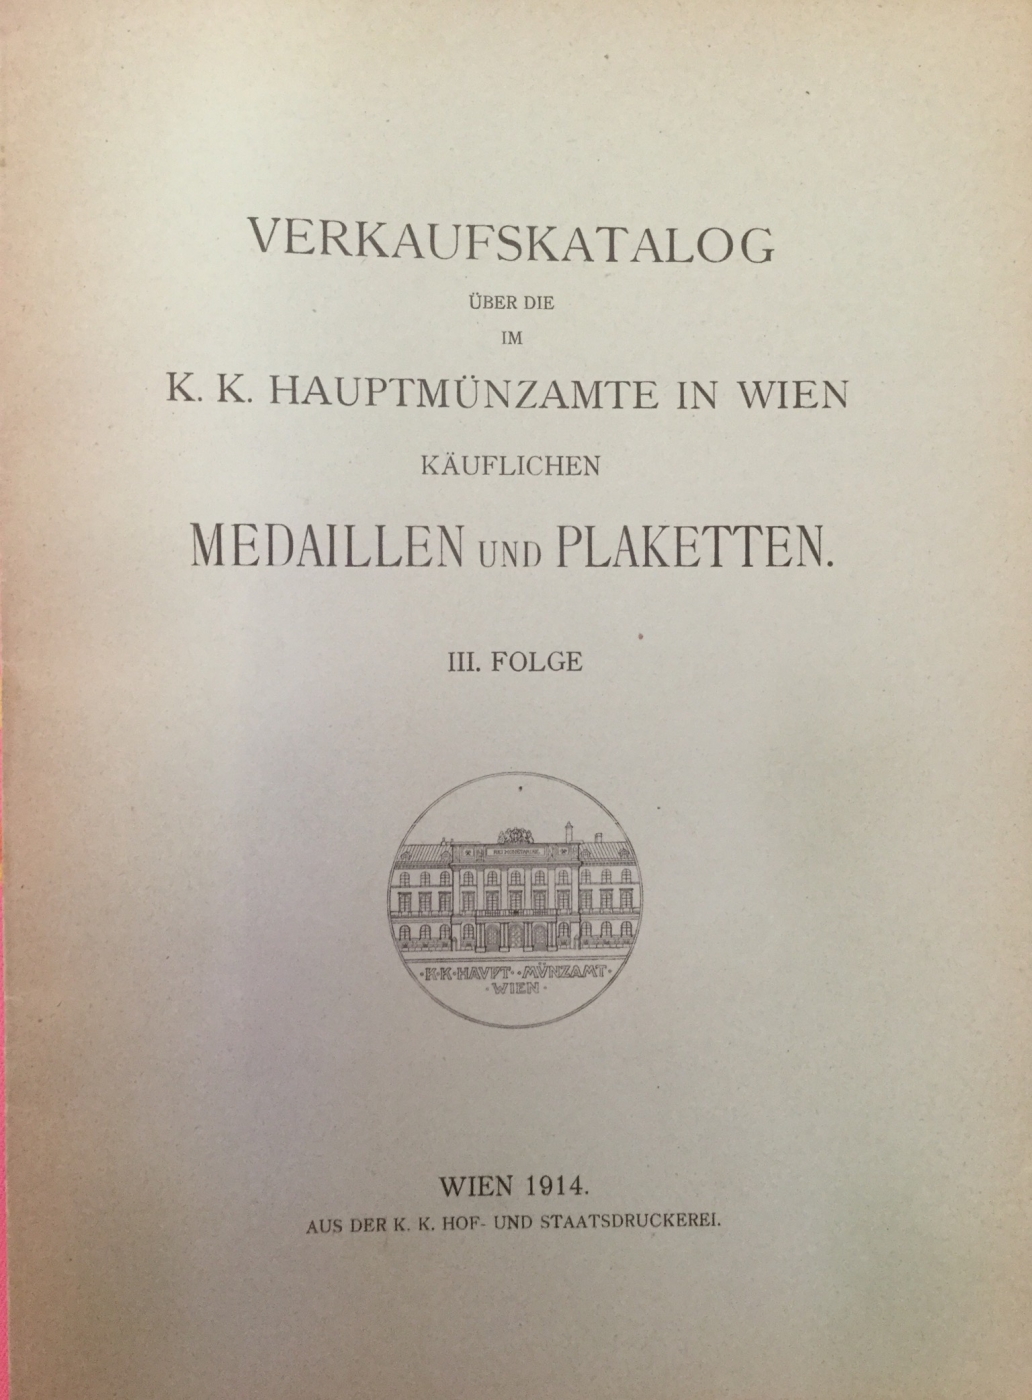 VERKAUFSKATALOG
ÜBER DIE
IM
K. K. HAUPTMÜNZAMTE IN WIEN
KÄUFLICHEN
MEDAILLEN UND PLAKETTEN.
III. FOLGE
·K·K·HAVPT··MÜNZAMT·
·WIEN·
WIEN 1914.
AUS DER K. K. HOF- UND STAATSDRUCKEREI.